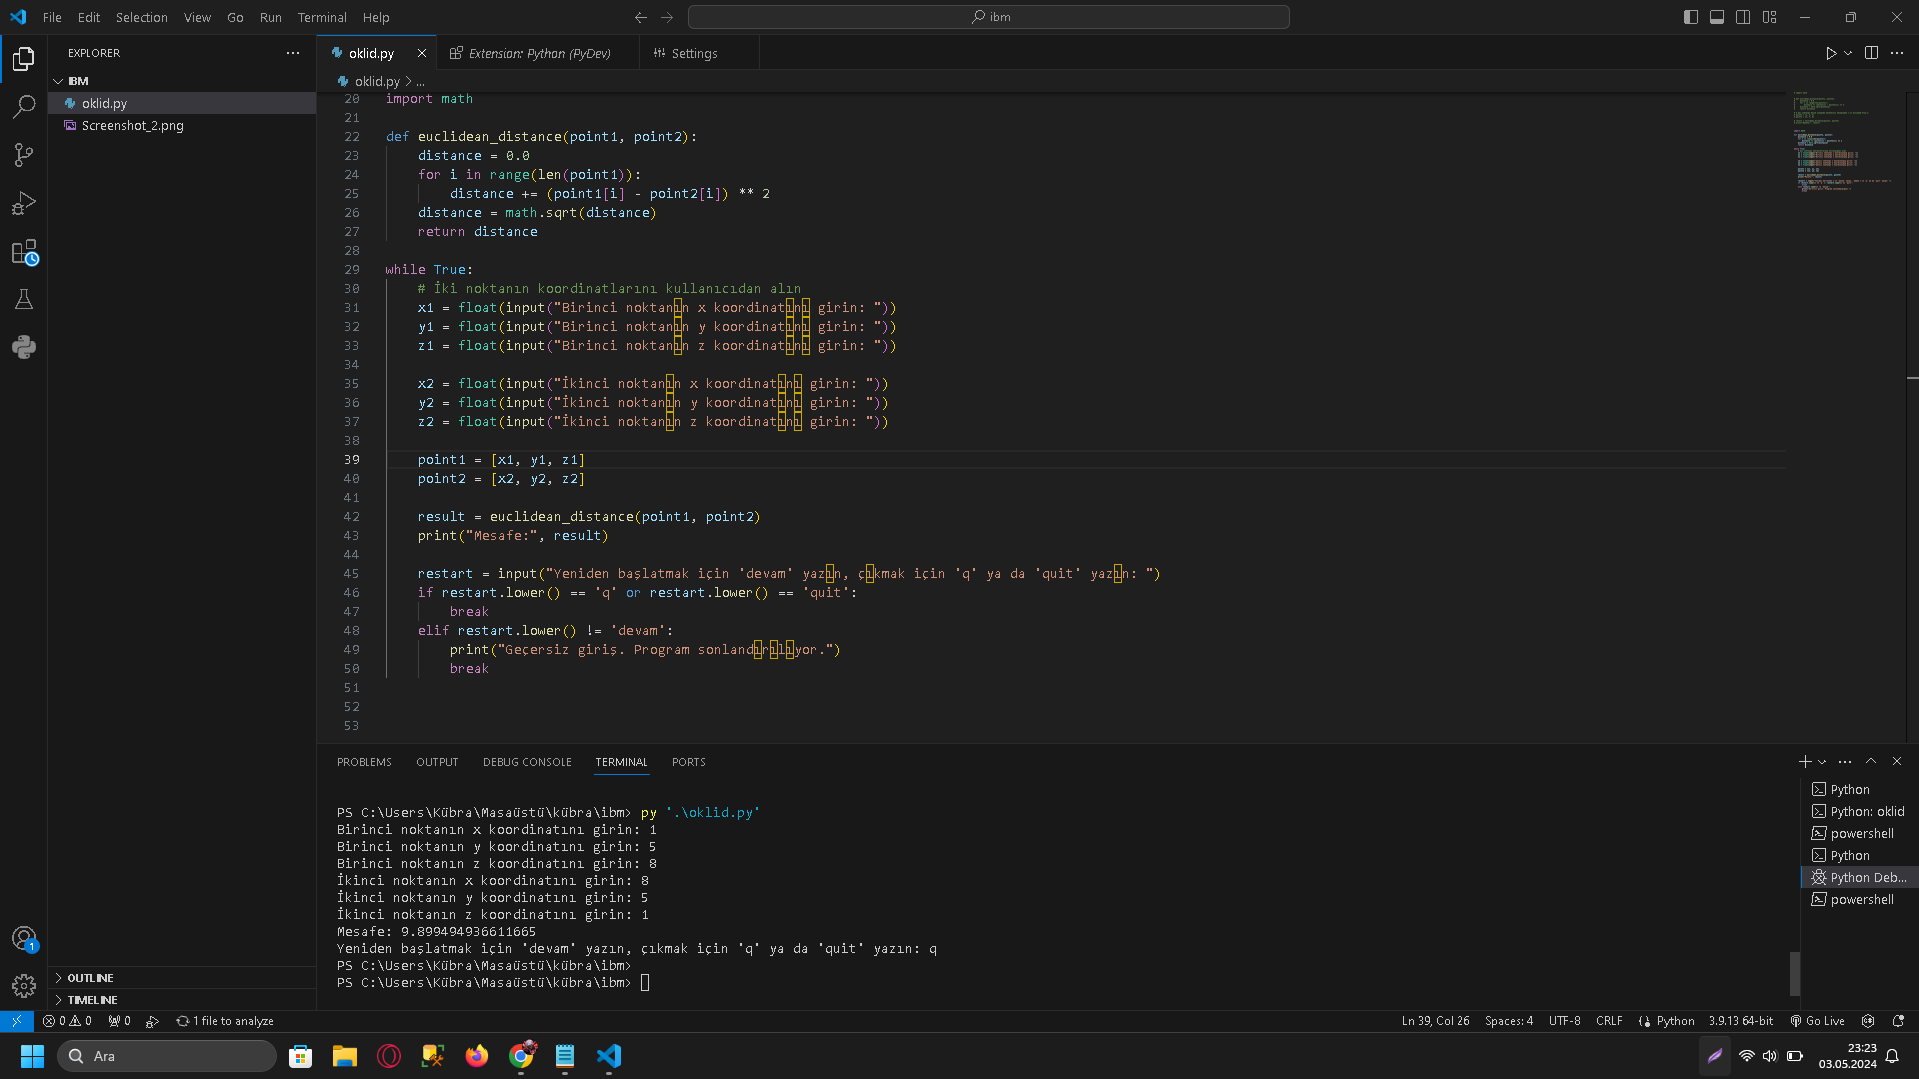 File Edit Selection View Go Run Terminal Help
ibm
EXPLORER
IBM
oklid.py
Screenshot_2.png
OUTLINE
TIMELINE
oklid.py
Extension: Python (PyDev)
Settings
oklid.py > ...
20 import math
21
22 def euclidean_distance(point1, point2):
23 distance = 0.0
24 for i in range(len(point1)):
25 distance += (point1[i] - point2[i]) ** 2
26 distance = math.sqrt(distance)
27 return distance
28
29 while True:
30 # İki noktanın koordinatlarını kullanıcıdan alın
31 x1 = float(input("Birinci noktanın x koordinatını girin: "))
32 y1 = float(input("Birinci noktanın y koordinatını girin: "))
33 z1 = float(input("Birinci noktanın z koordinatını girin: "))
34
35 x2 = float(input("İkinci noktanın x koordinatını girin: "))
36 y2 = float(input("İkinci noktanın y koordinatını girin: "))
37 z2 = float(input("İkinci noktanın z koordinatını girin: "))
38
39 point1 = [x1, y1, z1]
40 point2 = [x2, y2, z2]
41
42 result = euclidean_distance(point1, point2)
43 print("Mesafe:", result)
44
45 restart = input("Yeniden başlatmak için 'devam' yazın, çıkmak için 'q' ya da 'quit' yazın: ")
46 if restart.lower() == 'q' or restart.lower() == 'quit':
47 break
48 elif restart.lower() != 'devam':
49 print("Geçersiz giriş. Program sonlandırılıyor.")
50 break
51
52
53
PROBLEMS OUTPUT DEBUG CONSOLE TERMINAL PORTS
PS C:\Users\Kübra\Masaüstü\kübra\ibm> py '.\oklid.py'
Birinci noktanın x koordinatını girin: 1
Birinci noktanın y koordinatını girin: 5
Birinci noktanın z koordinatını girin: 8
İkinci noktanın x koordinatını girin: 8
İkinci noktanın y koordinatını girin: 5
İkinci noktanın z koordinatını girin: 1
Mesafe: 9.899494936611665
Yeniden başlatmak için 'devam' yazın, çıkmak için 'q' ya da 'quit' yazın: q
PS C:\Users\Kübra\Masaüstü\kübra\ibm>
PS C:\Users\Kübra\Masaüstü\kübra\ibm>
Python
Python: oklid
powershell
Python
Python Deb...
powershell
1
0 0 0 1 file to analyze
Ln 39, Col 26 Spaces: 4 UTF-8 CRLF Python 3.9.13 64-bit Go Live
Ara
23:23
03.05.2024